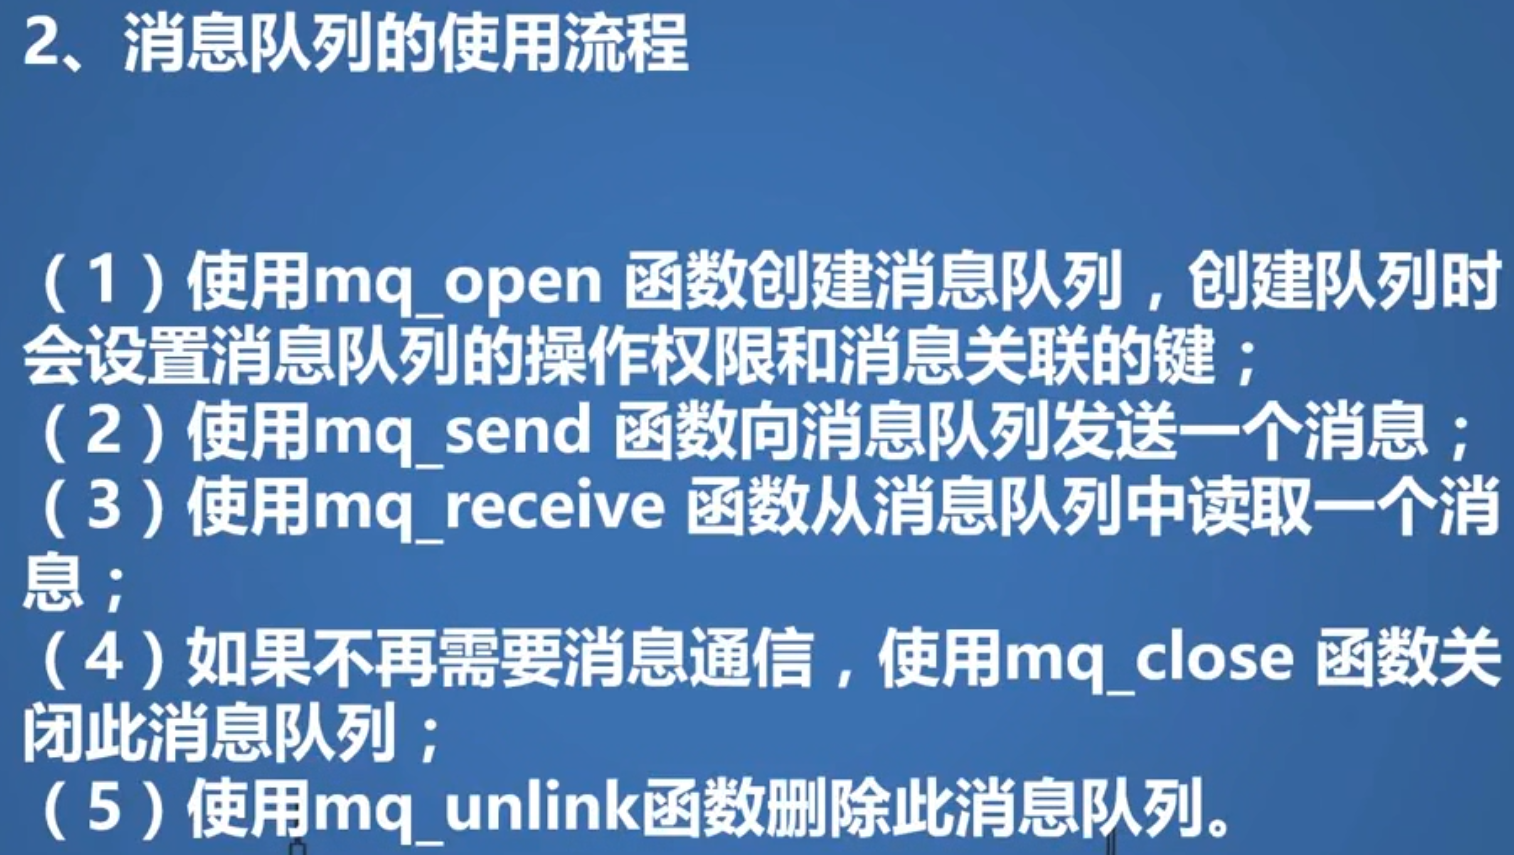 2、消息队列的使用流程
（1）使用mq_open 函数创建消息队列，创建队列时
会设置消息队列的操作权限和消息关联的键；
（2）使用mq_send 函数向消息队列发送一个消息；
（3）使用mq_receive 函数从消息队列中读取一个消
息；
（4）如果不再需要消息通信，使用mq_close 函数关
闭此消息队列；
（5）使用mq_unlink函数删除此消息队列。